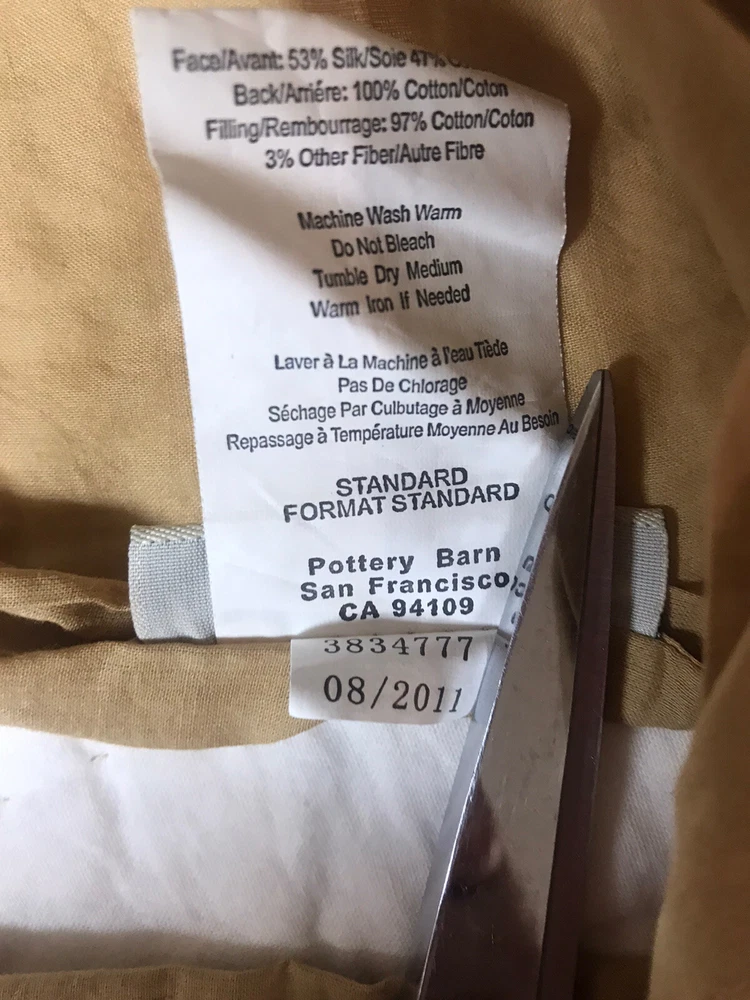 Face/Avant: 53% Silk/Soie 47%
Back/Arriére: 100% Cotton/Coton
Filling/Rembourrage: 97% Cotton/Coton
3% Other Fiber/Autre Fibre
Machine Wash Warm
Do Not Bleach
Tumble Dry Medium
Warm Iron If Needed
Laver à La Machine à l'eau Tiède
Pas De Chlorage
Séchage Par Culbutage à Moyenne
Repassage à Température Moyenne Au Besoin
STANDARD
FORMAT STANDARD
Pottery Barn
San Francisco,
CA 94109
3834777
08/2011